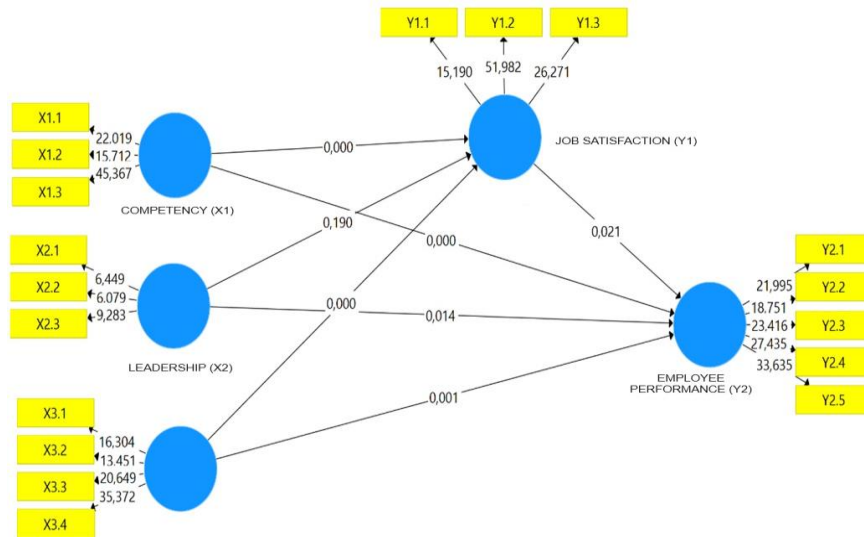 Y1.1
Y1.2
Y1.3
15,190
51,982
26,271
JOB SATISFACTION (Y1)
X1.1
X1.2
X1.3
22.019
15.712
45,367
COMPETENCY (X1)
0,000
0,190
0,000
0,021
X2.1
X2.2
X2.3
6,449
6.079
9,283
LEADERSHIP (X2)
0,000
0,014
0,001
Y2.1
Y2.2
Y2.3
Y2.4
Y2.5
21,995
18.751
23.416
27,435
33,635
EMPLOYEE
PERFORMANCE (Y2)
X3.1
X3.2
X3.3
X3.4
16,304
13.451
20,649
35,372